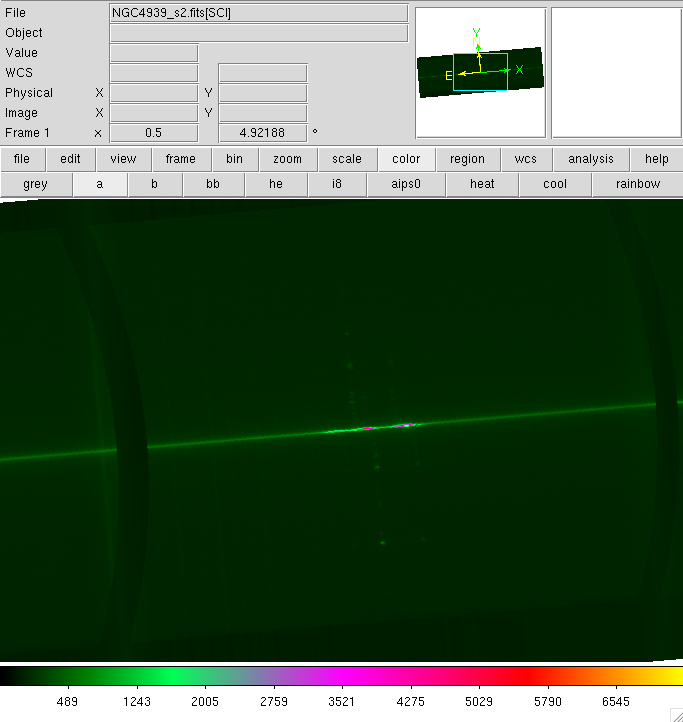 File NGC4939_s2.fits[SCI]
Object
Value
WCS
Physical X Y
Image X Y
Frame 1 x 0.5 4.92188 °
Y
N
E X
file edit view frame bin zoom scale color region wcs analysis help
grey a b bb he i8 aips0 heat cool rainbow
489 1243 2005 2759 3521 4275 5029 5790 6545